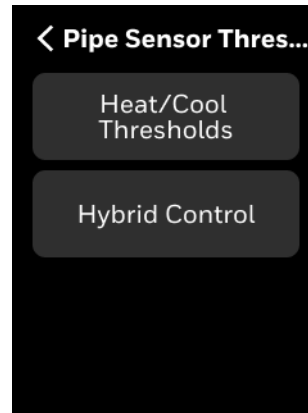 Pipe Sensor Thres...
Heat/Cool
Thresholds
Hybrid Control